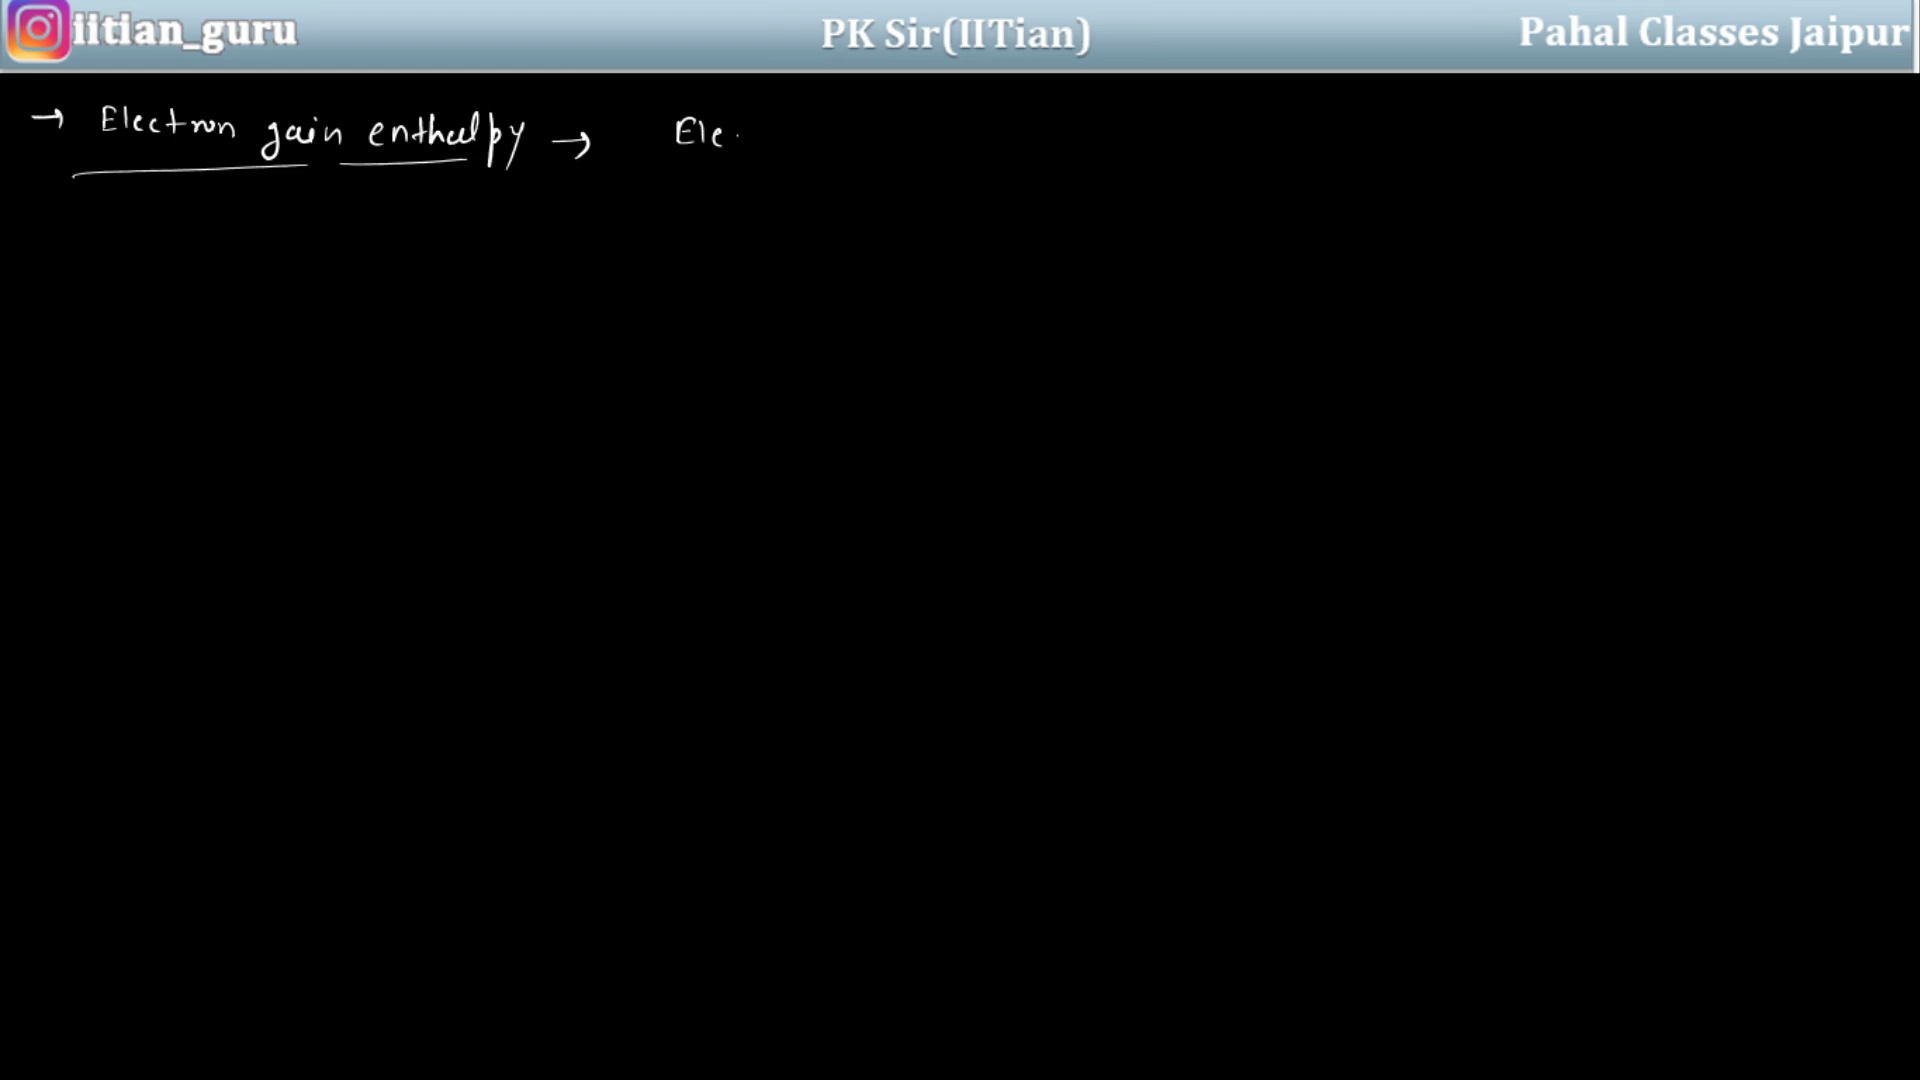 iitian_guru PK Sir(IITian) Pahal Classes Jaipur
→ Electron gain enthalpy → Ele.